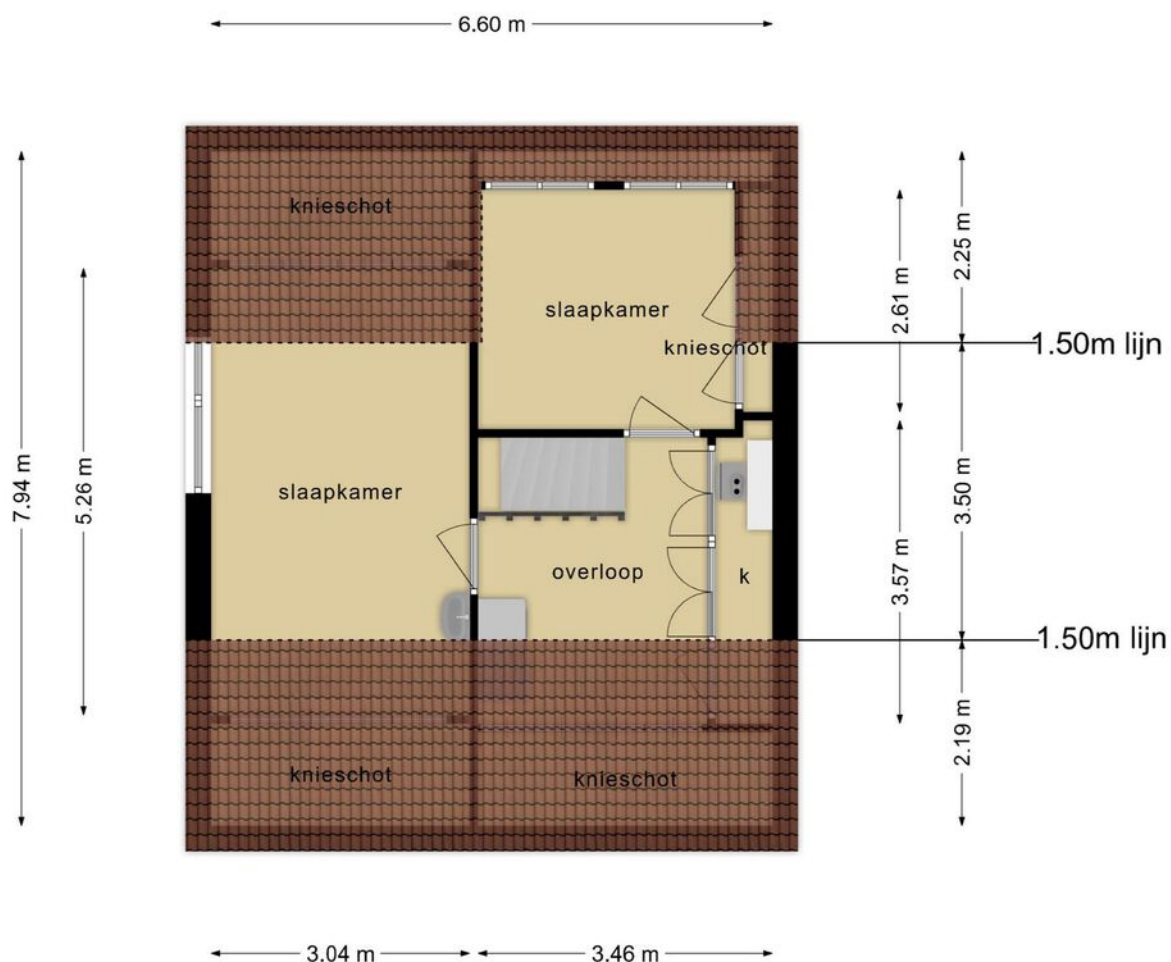 6.60 m
knieschot
2.25 m
2.61 m
slaapkamer
knieschot
1.50m lijn
7.94 m
5.26 m
slaapkamer
3.50 m
overloop
k
3.57 m
1.50m lijn
2.19 m
knieschot
knieschot
3.04 m
3.46 m